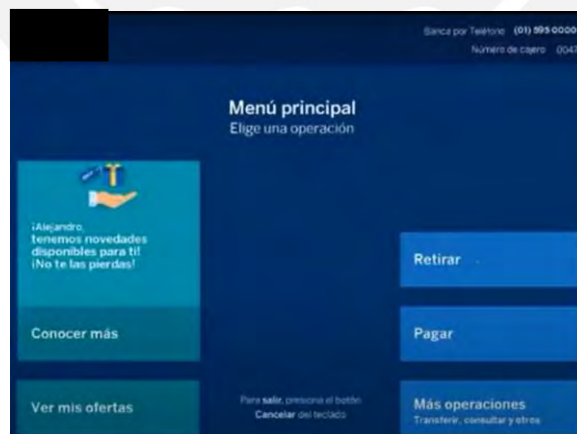 Banca por Teléfono (01) 595 0000
Número de cajero 0047
Menú principal
Elige una operación
¡Alejandro,
tenemos novedades
disponibles para ti!
¡No te las pierdas!
Conocer más
Ver mis ofertas
Retirar
Pagar
Más operaciones
Transferir, consultar y otros
Para salir, presiona el botón
Cancelar del teclado